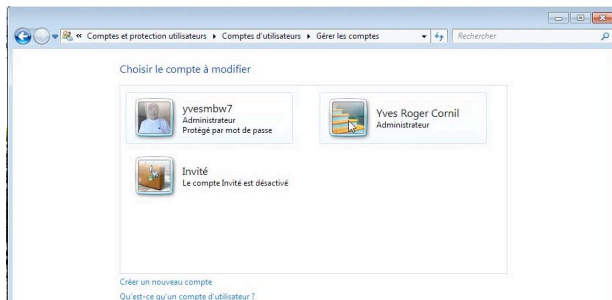 « Comptes et protection utilisateurs ▸ Comptes d'utilisateurs ▸ Gérer les comptes
Rechercher
Choisir le compte à modifier
yvesmbw7
Administrateur
Protégé par mot de passe
Yves Roger Cornil
Administrateur
Invité
Le compte Invité est désactivé
Créer un nouveau compte
Qu'est-ce qu'un compte d'utilisateur ?